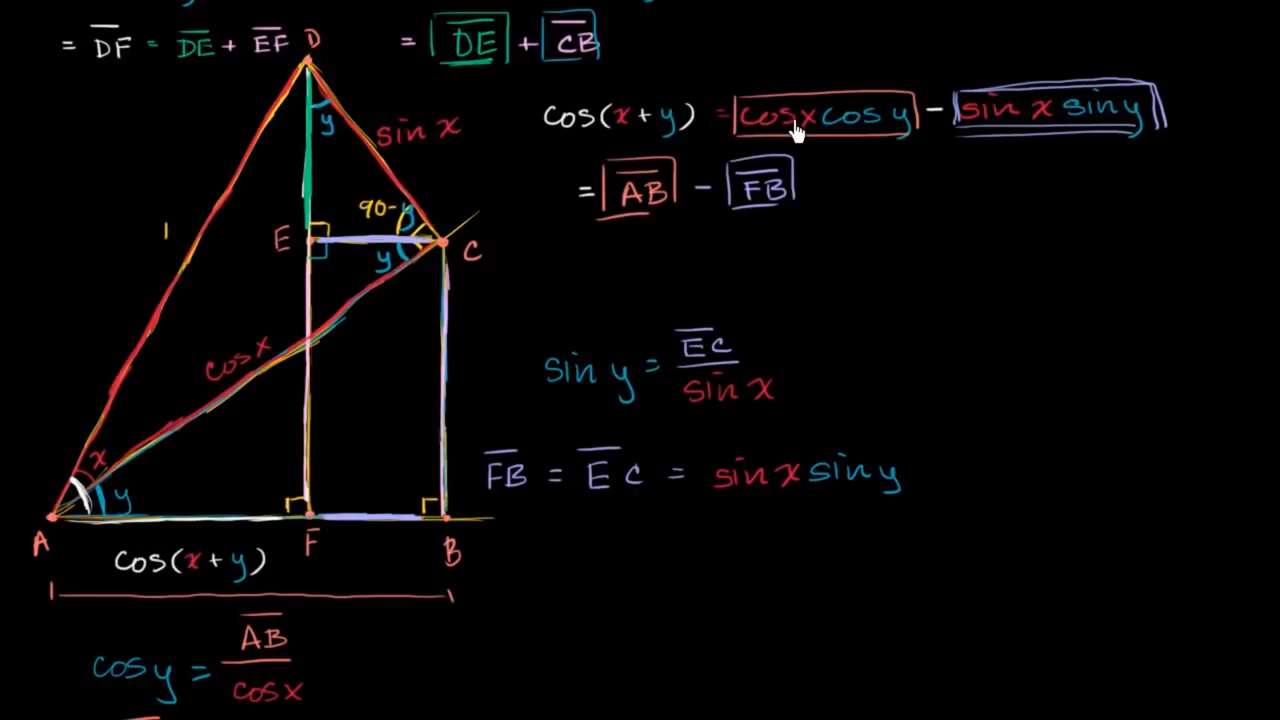 = DF = DE + EF = DE + CB
D
cos(x + y) = cosx cos y - sin x sin y
y
sin x
= AB - FB
90-y
1
E
C
y
cos x
sin y = EC / sin x
x
FB = EC = sin x sin y
y
A
F
B
cos(x + y)
cos y = AB / cos x